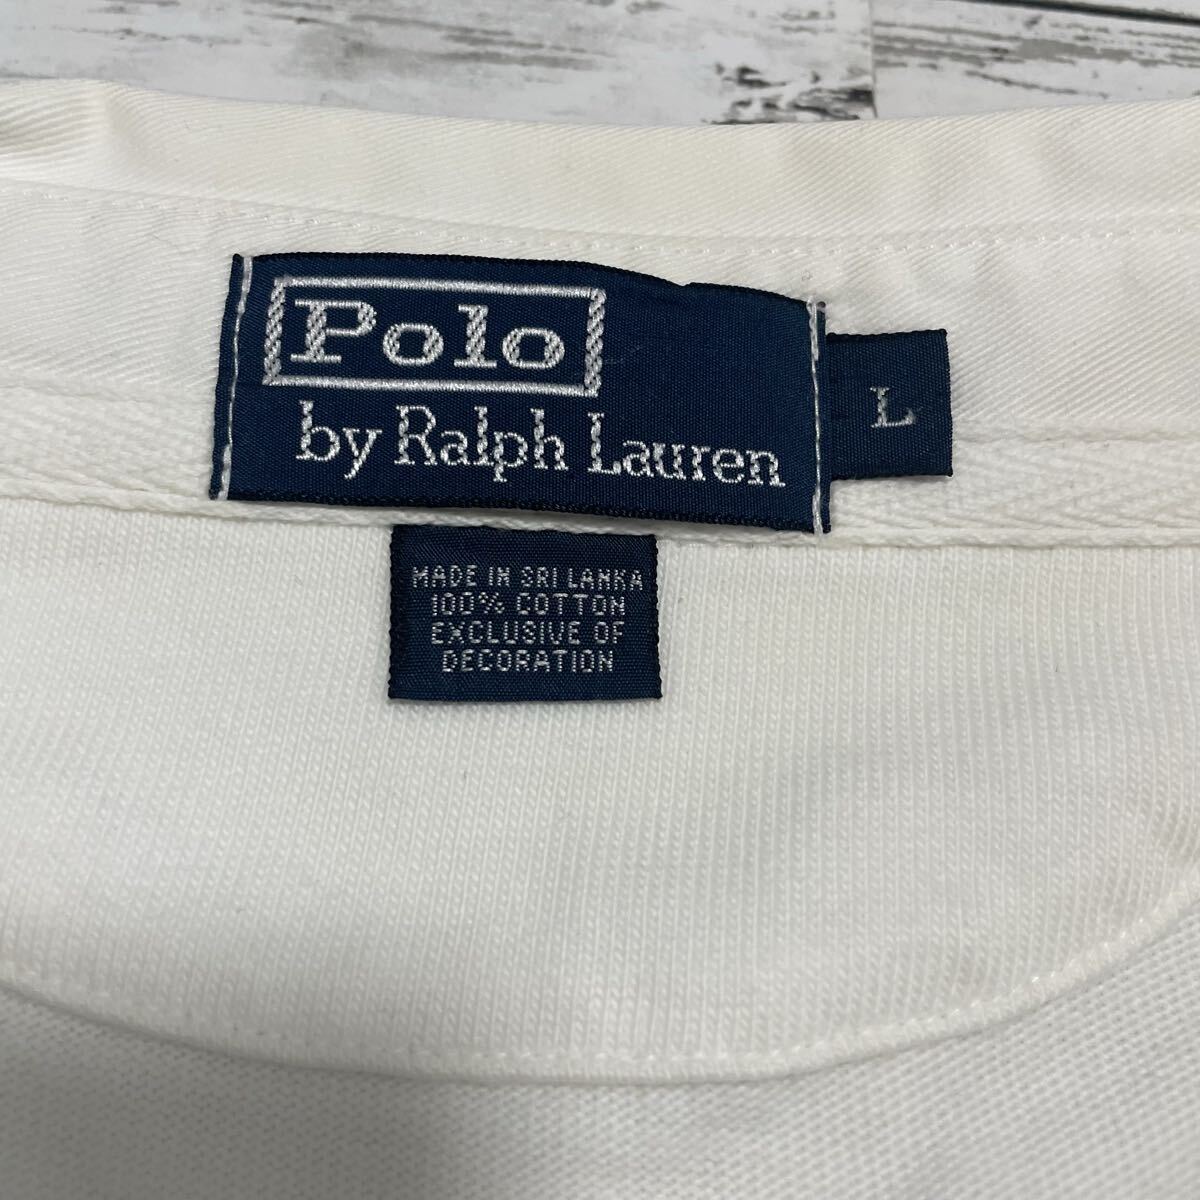 Polo
by Ralph Lauren
L
MADE IN SRI LANKA
100% COTTON
EXCLUSIVE OF
DECORATION